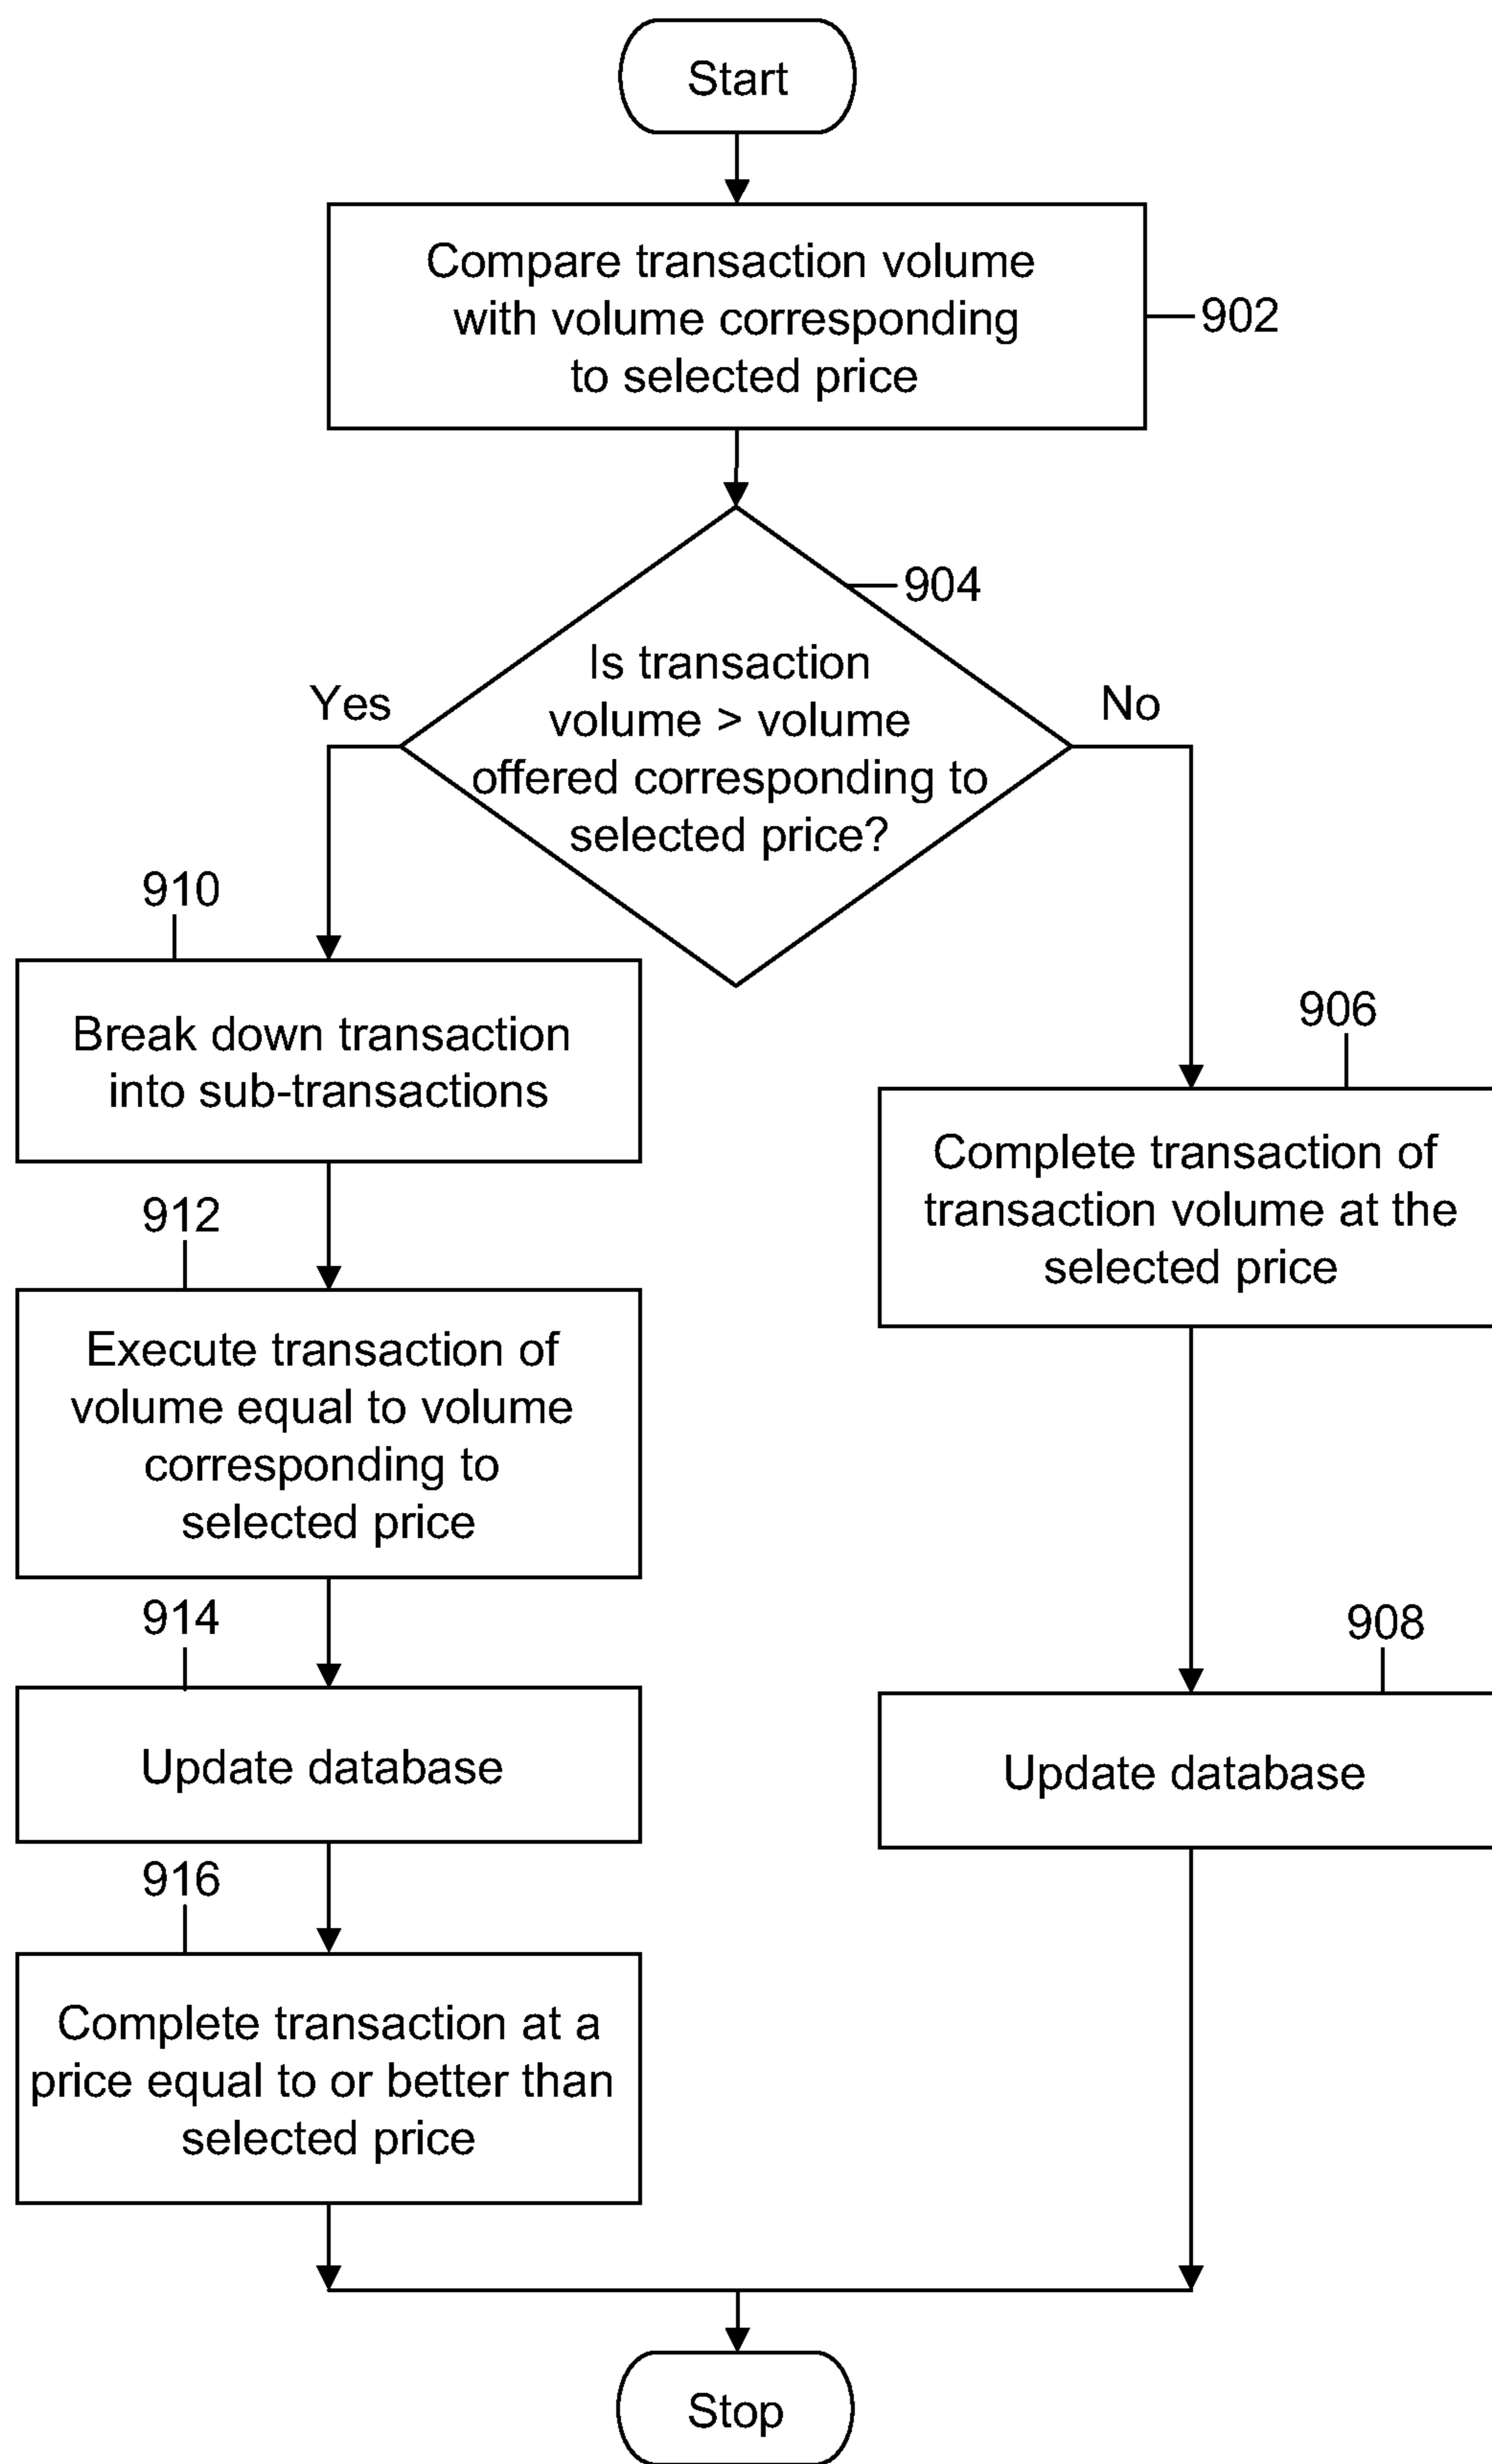 Start
Compare transaction volume
with volume corresponding
to selected price
902
904
Is transaction
volume > volume
offered corresponding to
selected price?
Yes
No
910
Break down transaction
into sub-transactions
906
Complete transaction of
transaction volume at the
selected price
912
Execute transaction of
volume equal to volume
corresponding to
selected price
914
Update database
908
Update database
916
Complete transaction at a
price equal to or better than
selected price
Stop